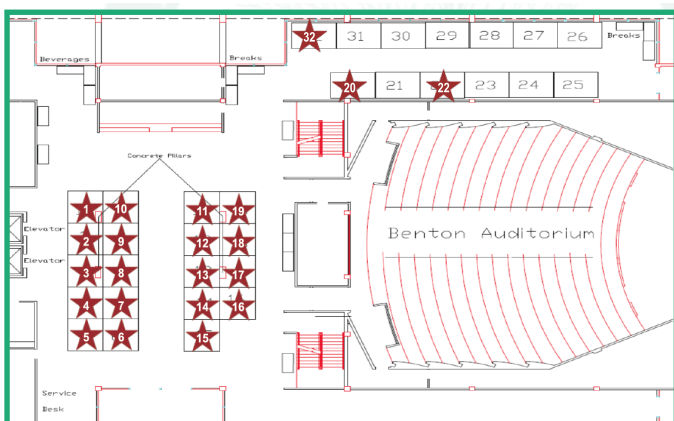 32 31 30 29 28 27 26 Breaks
Beverages Breaks
20 21 22 23 24 25
Concrete Pillars
1 10 11 19
Elevator 2 9 12 18
Benton Auditorium
Elevator 3 8 13 17
4 7 14 16
5 6 15
Service
Desk